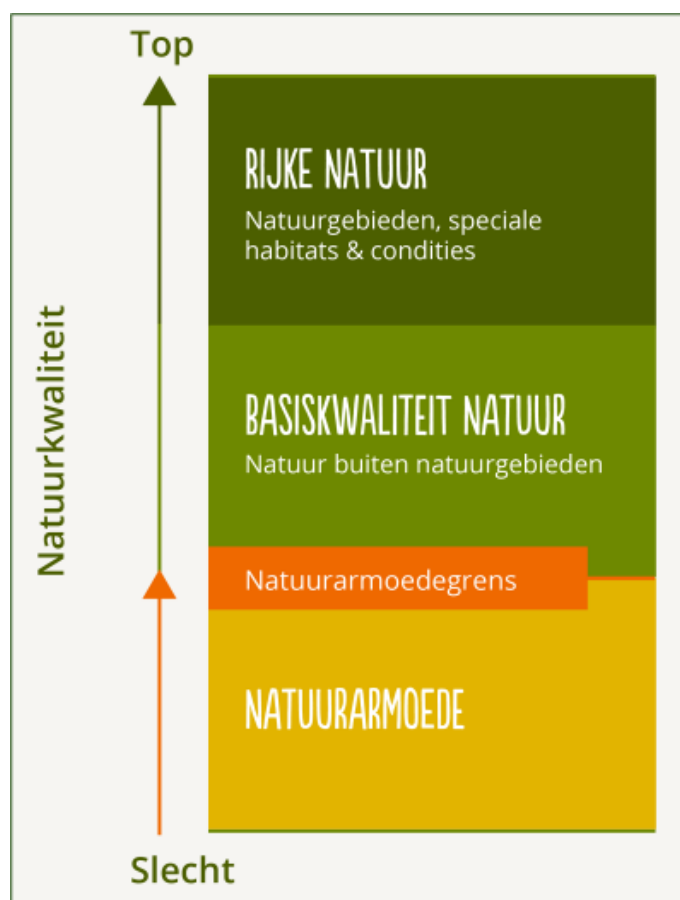 Top
RIJKE NATUUR
Natuurgebieden, speciale
habitats & condities
Natuurkwaliteit
BASISKWALITEIT NATUUR
Natuur buiten natuurgebieden
Natuurarmoedegrens
NATUURARMOEDE
Slecht